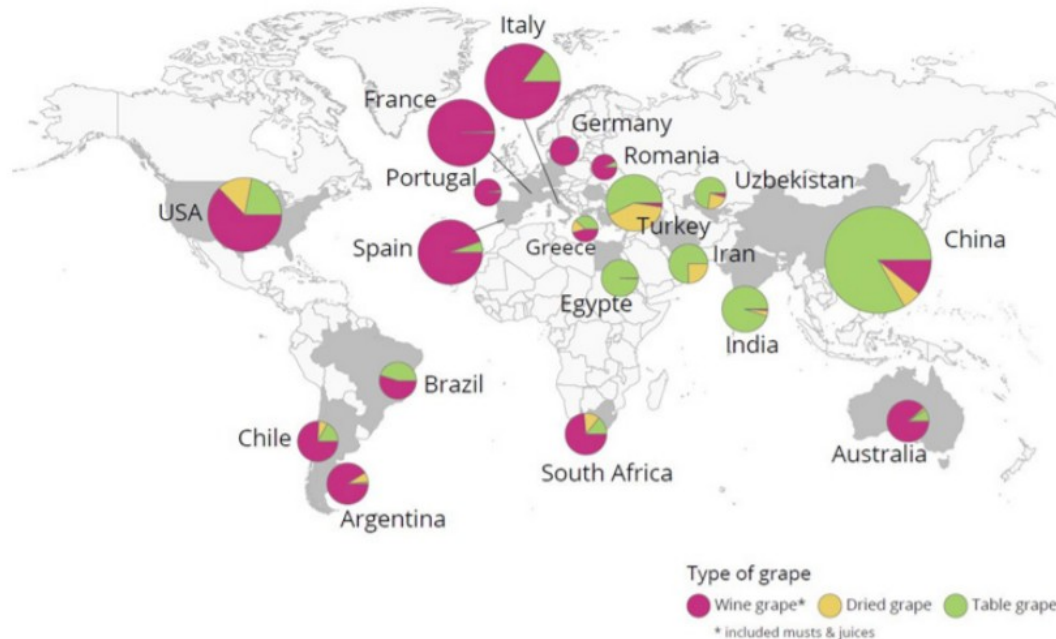 Italy
France
Germany
Romania
Portugal
Uzbekistan
USA
Turkey
China
Spain
Greece
Iran
Egypte
India
Brazil
Chile
South Africa
Australia
Argentina
Type of grape
Wine grape* Dried grape Table grape
* included musts & juices